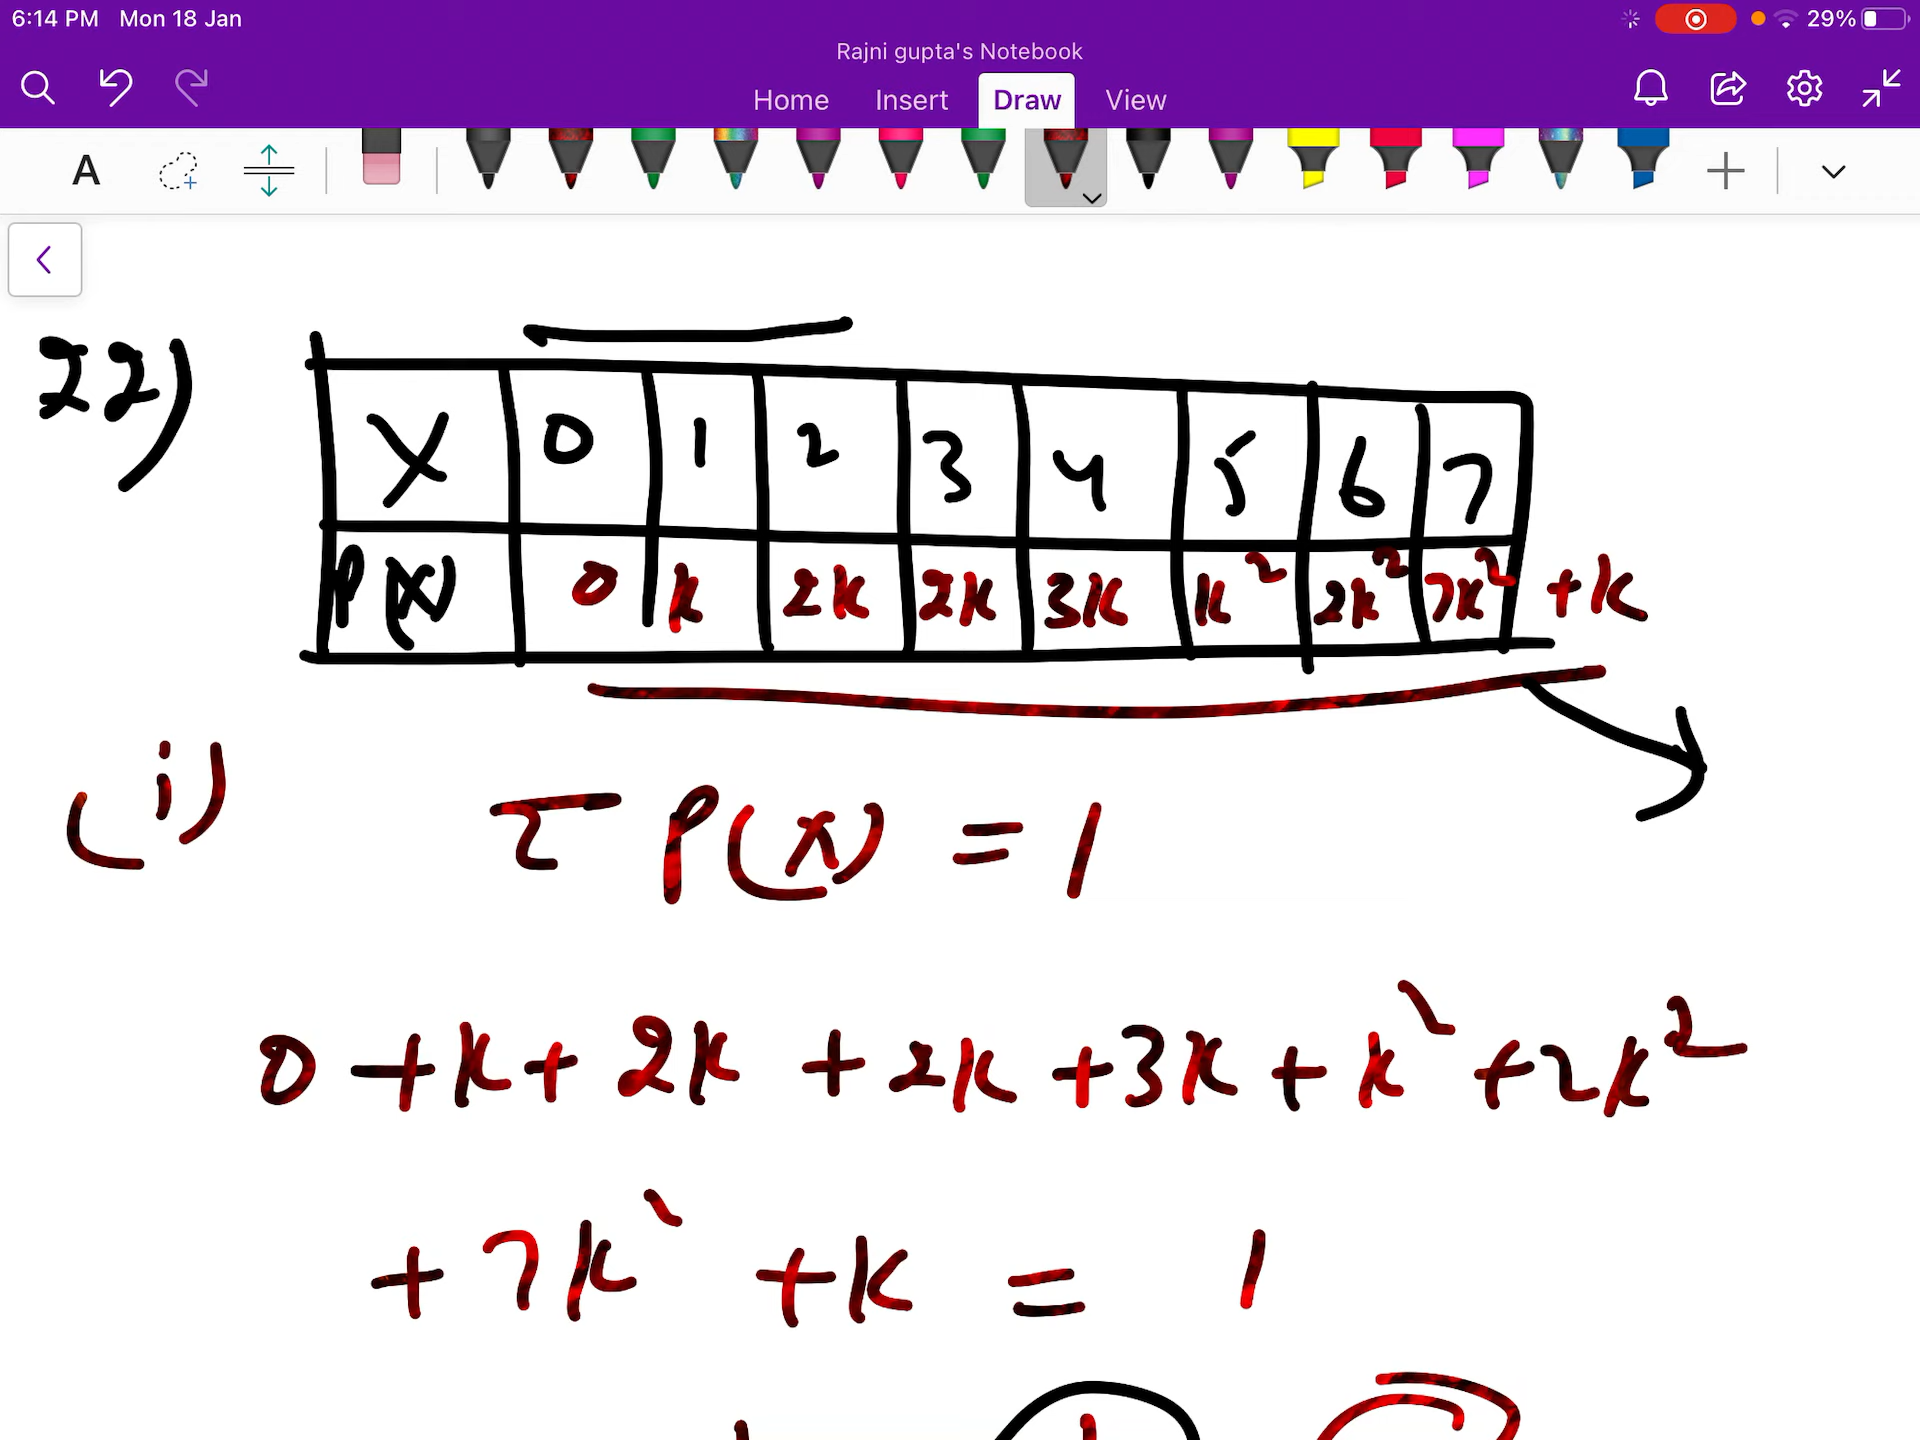 6:14 PM Mon 18 Jan 29%
Rajni gupta's Notebook
Home Insert Draw View
A
22)
X 0 1 2 3 4 5 6 7
P(X) 0 k 2k 2k 3k k² 2k² 7k² +k
(i) Σ P(X) = 1
0 + k + 2k + 2k + 3k + k² + 2k²
+ 7k² + k = 1